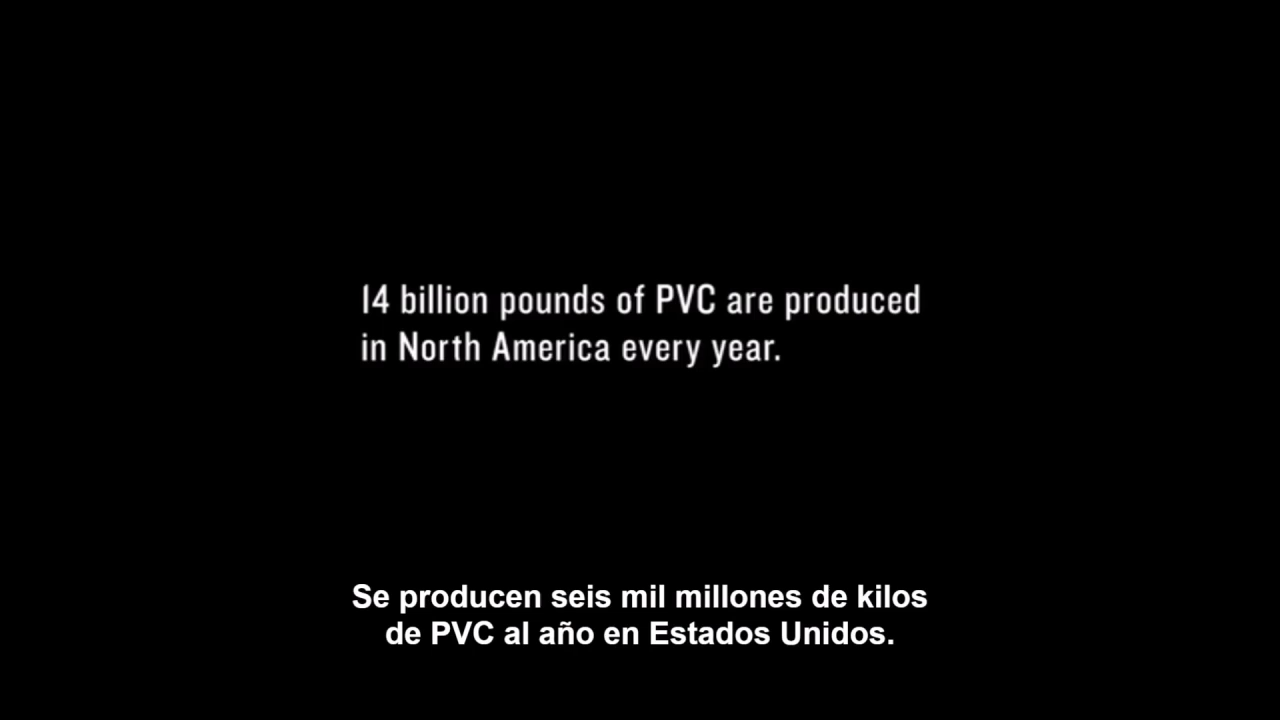 14 billion pounds of PVC are produced
in North America every year.
Se producen seis mil millones de kilos
de PVC al año en Estados Unidos.